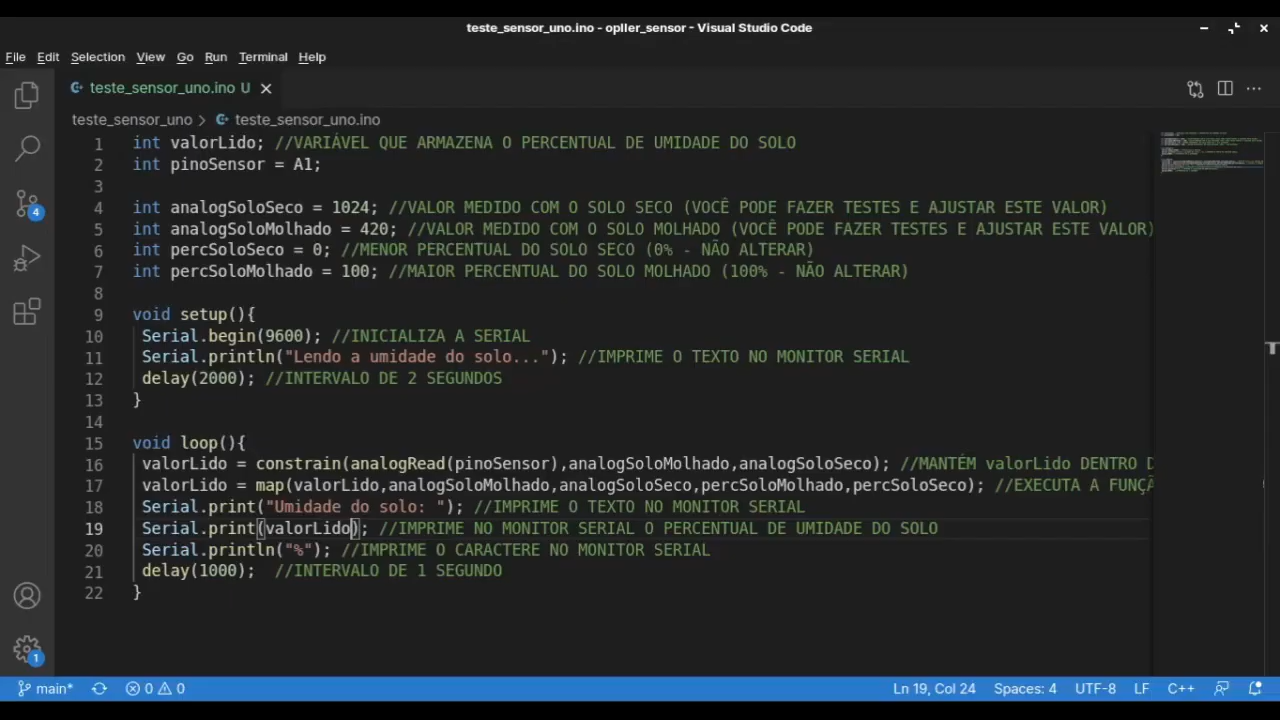 teste_sensor_uno.ino - opller_sensor - Visual Studio Code
File Edit Selection View Go Run Terminal Help
teste_sensor_uno.ino U
teste_sensor_uno > teste_sensor_uno.ino
1 int valorLido; //VARIÁVEL QUE ARMAZENA O PERCENTUAL DE UMIDADE DO SOLO
2 int pinoSensor = A1;
3
4 int analogSoloSeco = 1024; //VALOR MEDIDO COM O SOLO SECO (VOCÊ PODE FAZER TESTES E AJUSTAR ESTE VALOR)
5 int analogSoloMolhado = 420; //VALOR MEDIDO COM O SOLO MOLHADO (VOCÊ PODE FAZER TESTES E AJUSTAR ESTE VALOR)
6 int percSoloSeco = 0; //MENOR PERCENTUAL DO SOLO SECO (0% - NÃO ALTERAR)
7 int percSoloMolhado = 100; //MAIOR PERCENTUAL DO SOLO MOLHADO (100% - NÃO ALTERAR)
8
9 void setup(){
10 Serial.begin(9600); //INICIALIZA A SERIAL
11 Serial.println("Lendo a umidade do solo..."); //IMPRIME O TEXTO NO MONITOR SERIAL
12 delay(2000); //INTERVALO DE 2 SEGUNDOS
13 }
14
15 void loop(){
16 valorLido = constrain(analogRead(pinoSensor),analogSoloMolhado,analogSoloSeco); //MANTÉM valorLido DENTRO D
17 valorLido = map(valorLido,analogSoloMolhado,analogSoloSeco,percSoloMolhado,percSoloSeco); //EXECUTA A FUNÇÃ
18 Serial.print("Umidade do solo: "); //IMPRIME O TEXTO NO MONITOR SERIAL
19 Serial.print(valorLido); //IMPRIME NO MONITOR SERIAL O PERCENTUAL DE UMIDADE DO SOLO
20 Serial.println("%"); //IMPRIME O CARACTERE NO MONITOR SERIAL
21 delay(1000);  //INTERVALO DE 1 SEGUNDO
22 }
4
1
main* 0 0 Ln 19, Col 24 Spaces: 4 UTF-8 LF C++